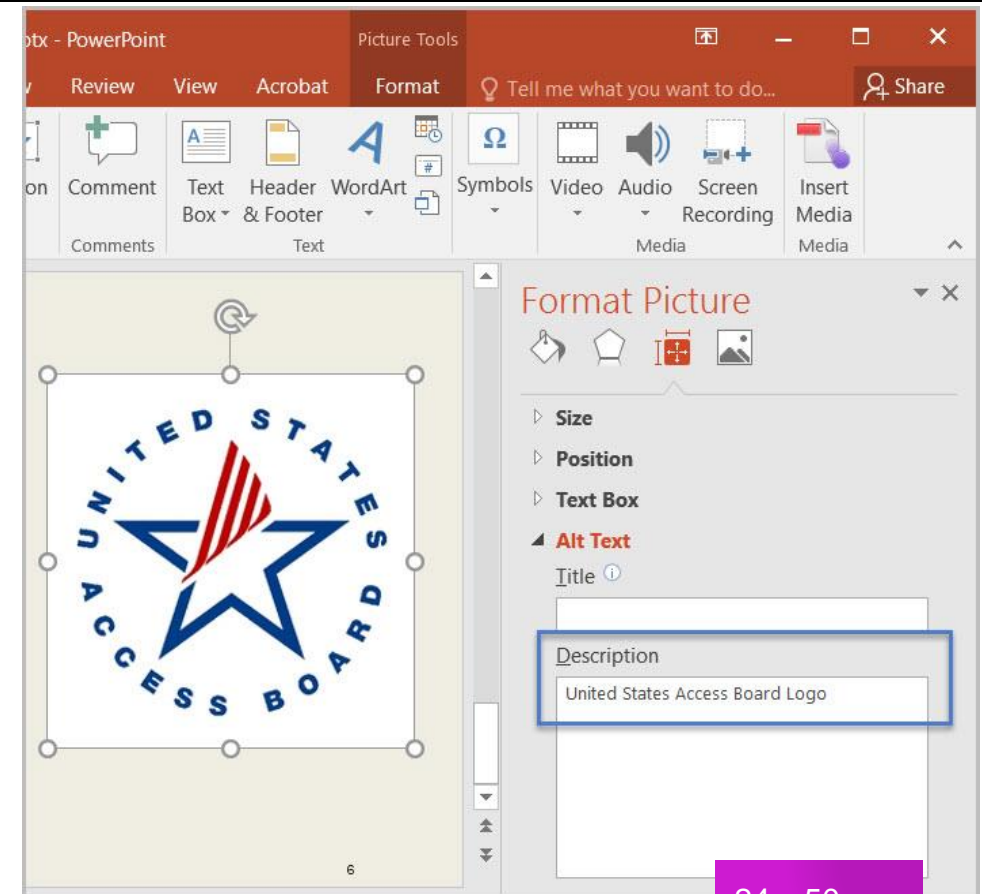 otx - PowerPoint
Picture Tools
Review View Acrobat Format Tell me what you want to do... Share
on Comment Text Box Header & Footer WordArt # Ω Symbols Video Audio Screen Recording Insert Media
Comments Text Media Media
Format Picture
Size
Position
Text Box
Alt Text
Title
Description
United States Access Board Logo
UNITED STATES ACCESS BOARD
6